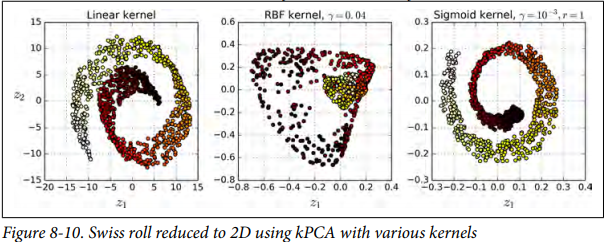 Linear kernel
RBF kernel, γ=0.04
Sigmoid kernel, γ=10⁻³, r=1
z₂
15
10
5
0
−5
−10
−15
−20 −15 −10 −5 0 5 10 15
z₁
0.8
0.6
0.4
0.2
0.0
−0.2
−0.4
−0.6
−0.8
−0.8 −0.6 −0.4 −0.2 0.0 0.2 0.4
z₁
0.3
0.2
0.1
0.0
−0.1
−0.2
−0.3
−0.3 −0.2 −0.1 0.0 0.1 0.2 0.3 0.4
z₁
Figure 8-10. Swiss roll reduced to 2D using kPCA with various kernels